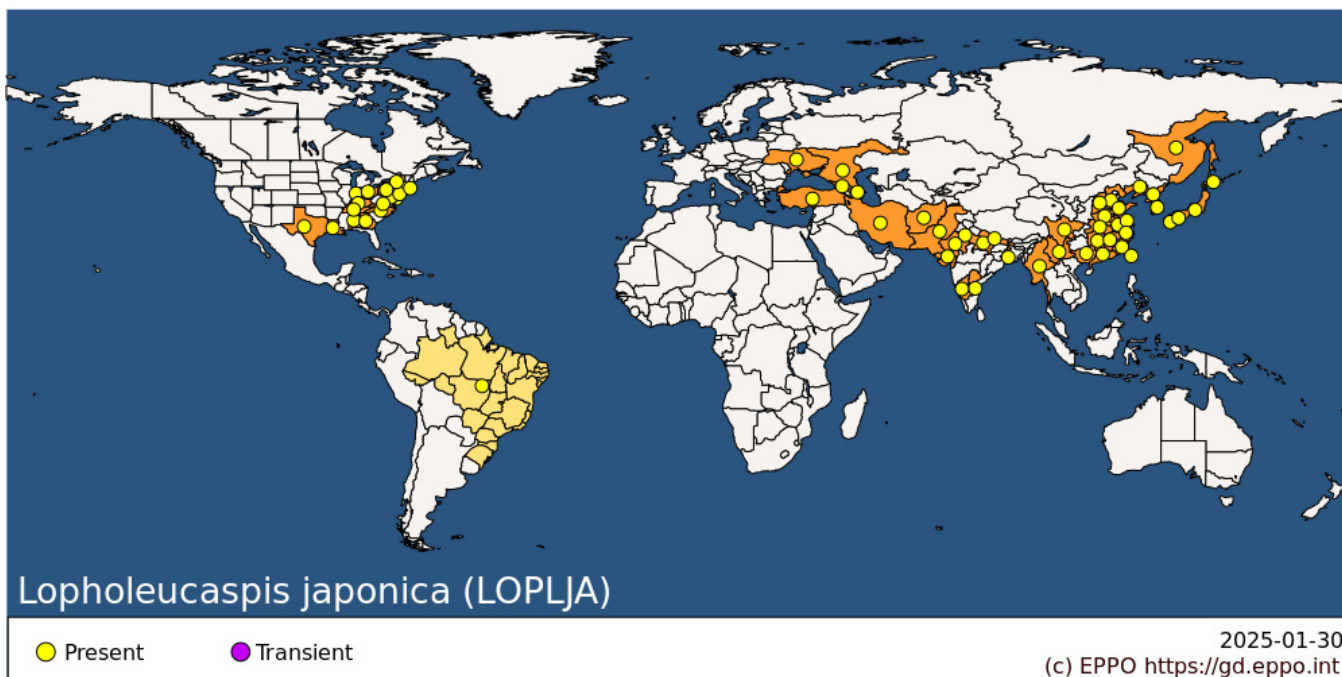 Lopholeucaspis japonica (LOPLJA)
Present
Transient
2025-01-30
(c) EPPO https://gd.eppo.int